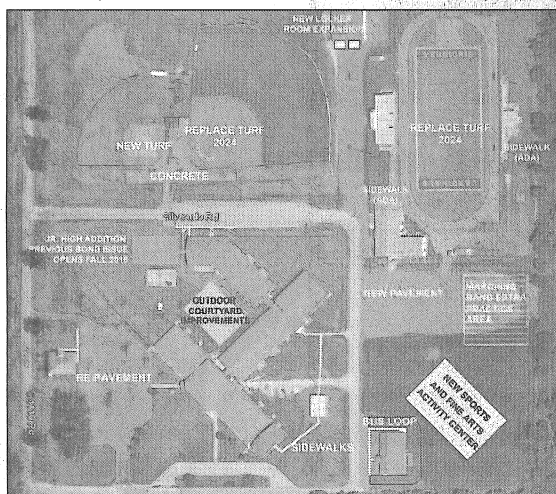 NEW LOCKER
ROOM EXPANSION
REPLACE TURF
2024
NEW TURF
REPLACE TURF
2024
SIDEWALK
(ADA)
CONCRETE
SIDEWALK
(ADA)
Silverado Rd
JR. HIGH ADDITION
PREVIOUS BOND ISSUE
OPENS FALL 2018
OUTDOOR
COURTYARD
IMPROVEMENTS
NEW PAVEMENT
MARCHING
BAND EXTRA
PRACTICE
AREA
RE PAVEMENT
NEW SPORTS
AND FINE ARTS
ACTIVITY CENTER
BUS LOOP
SIDEWALKS